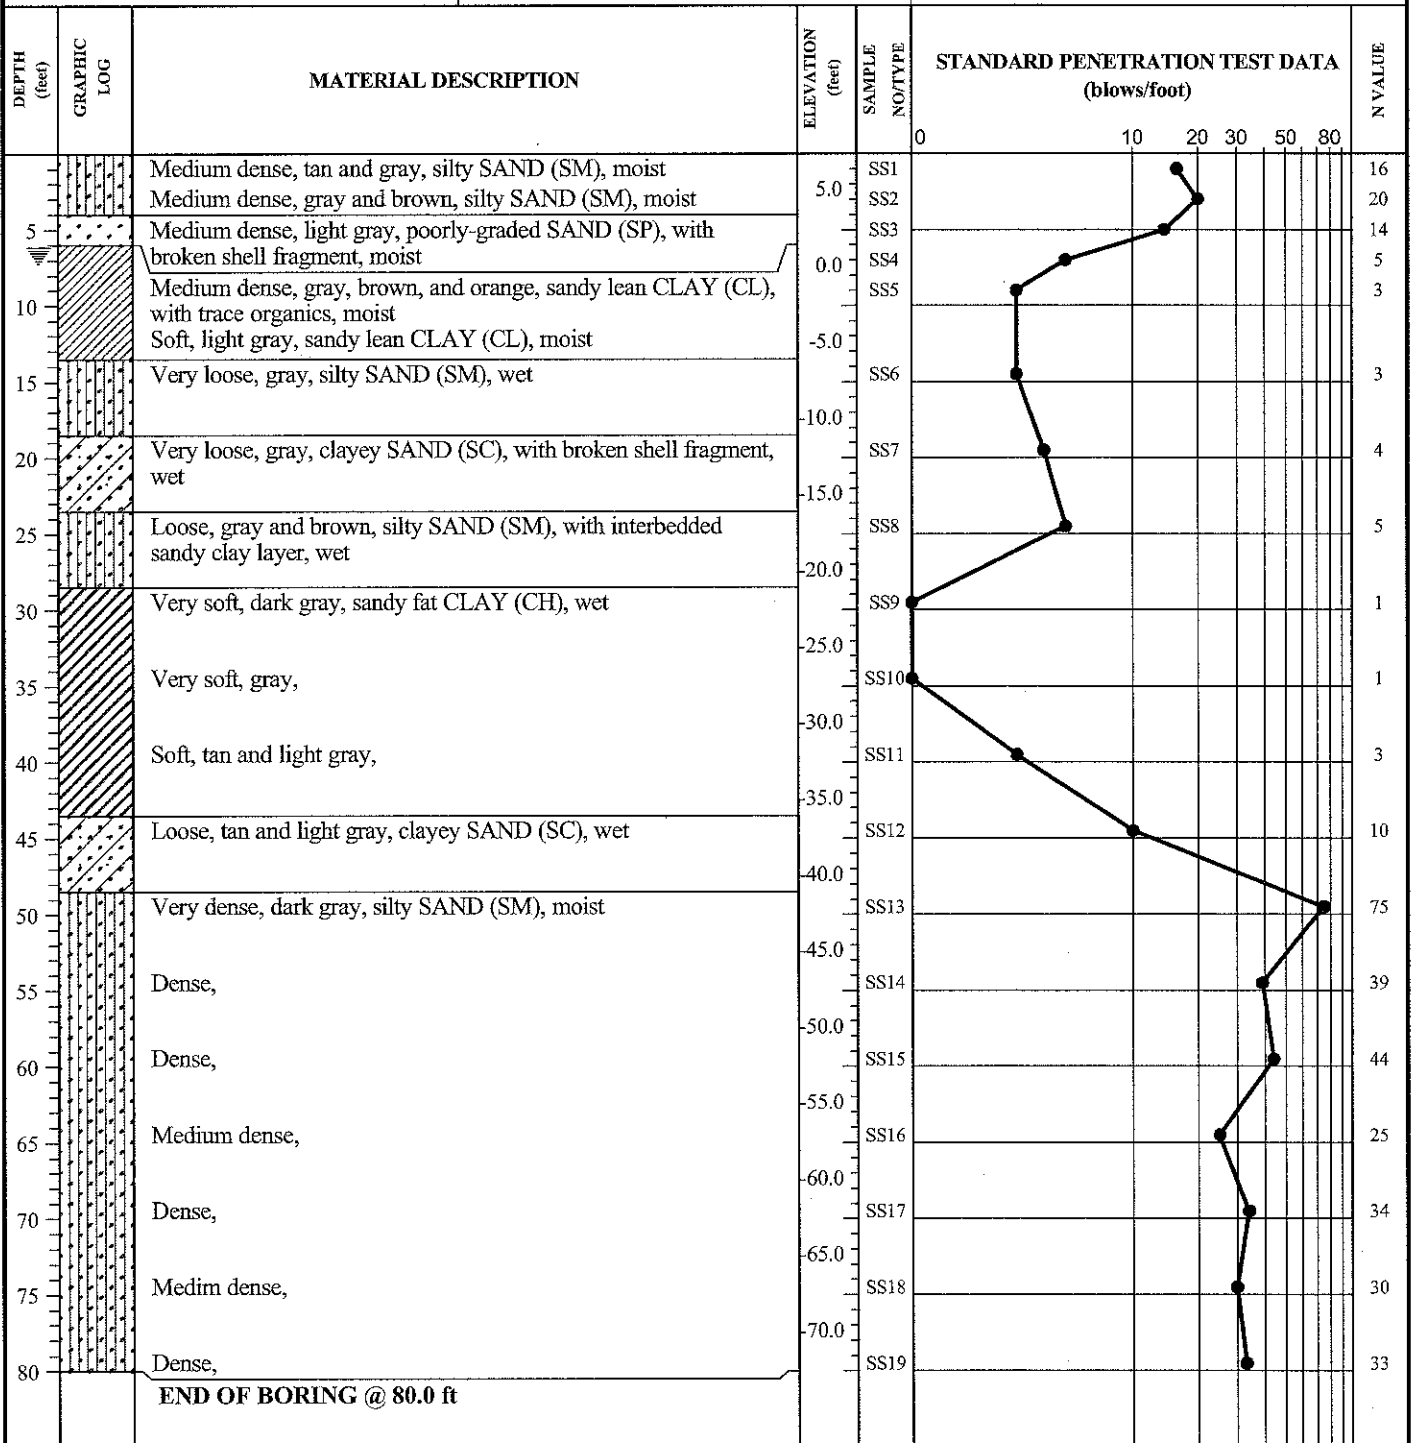 DEPTH (feet)
GRAPHIC LOG
MATERIAL DESCRIPTION
ELEVATION (feet)
SAMPLE NO/TYPE
STANDARD PENETRATION TEST DATA
(blows/foot)
N VALUE
0 10 20 30 50 80
Medium dense, tan and gray, silty SAND (SM), moist
SS1 16
5.0
Medium dense, gray and brown, silty SAND (SM), moist
SS2 20
5
Medium dense, light gray, poorly-graded SAND (SP), with
SS3 14
broken shell fragment, moist
0.0
SS4 5
Medium dense, gray, brown, and orange, sandy lean CLAY (CL),
SS5 3
10
with trace organics, moist
Soft, light gray, sandy lean CLAY (CL), moist
-5.0
15
Very loose, gray, silty SAND (SM), wet
SS6 3
-10.0
20
Very loose, gray, clayey SAND (SC), with broken shell fragment,
SS7 4
wet
-15.0
25
Loose, gray and brown, silty SAND (SM), with interbedded
SS8 5
sandy clay layer, wet
-20.0
30
Very soft, dark gray, sandy fat CLAY (CH), wet
SS9 1
-25.0
35
Very soft, gray,
SS10 1
-30.0
40
Soft, tan and light gray,
SS11 3
-35.0
45
Loose, tan and light gray, clayey SAND (SC), wet
SS12 10
-40.0
50
Very dense, dark gray, silty SAND (SM), moist
SS13 75
-45.0
55
Dense,
SS14 39
-50.0
60
Dense,
SS15 44
-55.0
65
Medium dense,
SS16 25
-60.0
70
Dense,
SS17 34
-65.0
75
Medim dense,
SS18 30
-70.0
80
Dense,
SS19 33
END OF BORING @ 80.0 ft